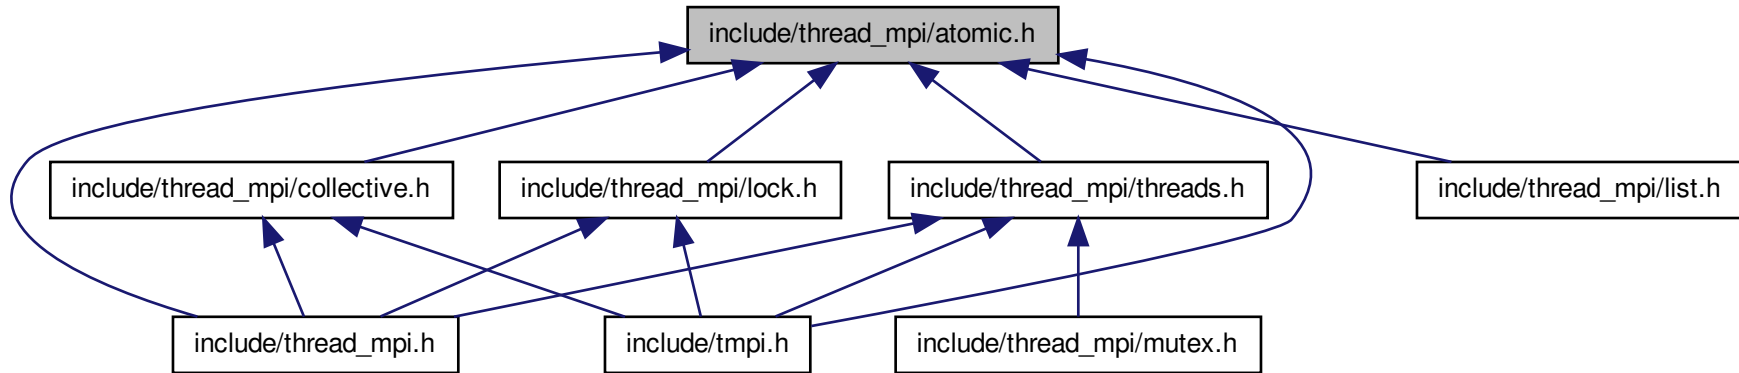 include/thread_mpi/atomic.h
include/thread_mpi/collective.h
include/thread_mpi/lock.h
include/thread_mpi/threads.h
include/thread_mpi/list.h
include/thread_mpi.h
include/tmpi.h
include/thread_mpi/mutex.h